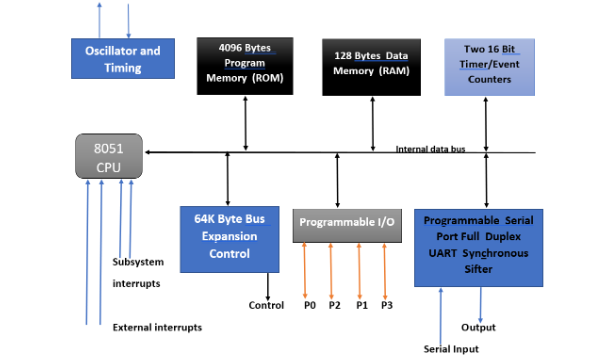 Oscillator and
Timing
4096 Bytes
Program
Memory (ROM)
128 Bytes Data
Memory (RAM)
Two 16 Bit
Timer/Event
Counters
8051
CPU
Internal data bus
64K Byte Bus
Expansion
Control
Programmable I/O
Programmable Serial
Port Full Duplex
UART Synchronous
Sifter
Subsystem
interrupts
Control
P0 P2 P1 P3
External interrupts
Output
Serial Input